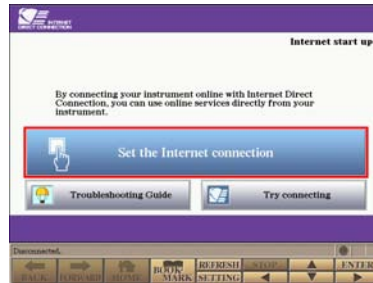 INTERNET
DIRECT CONNECTION
Internet start up
By connecting your instrument online with Internet Direct
Connection, you can use online services directly from your
instrument.
Set the Internet connection
Troubleshooting Guide
Try connecting
Disconnected.
BACK
FORWARD
HOME
BOOK
MARK
REFRESH
SETTING
STOP
ENTER